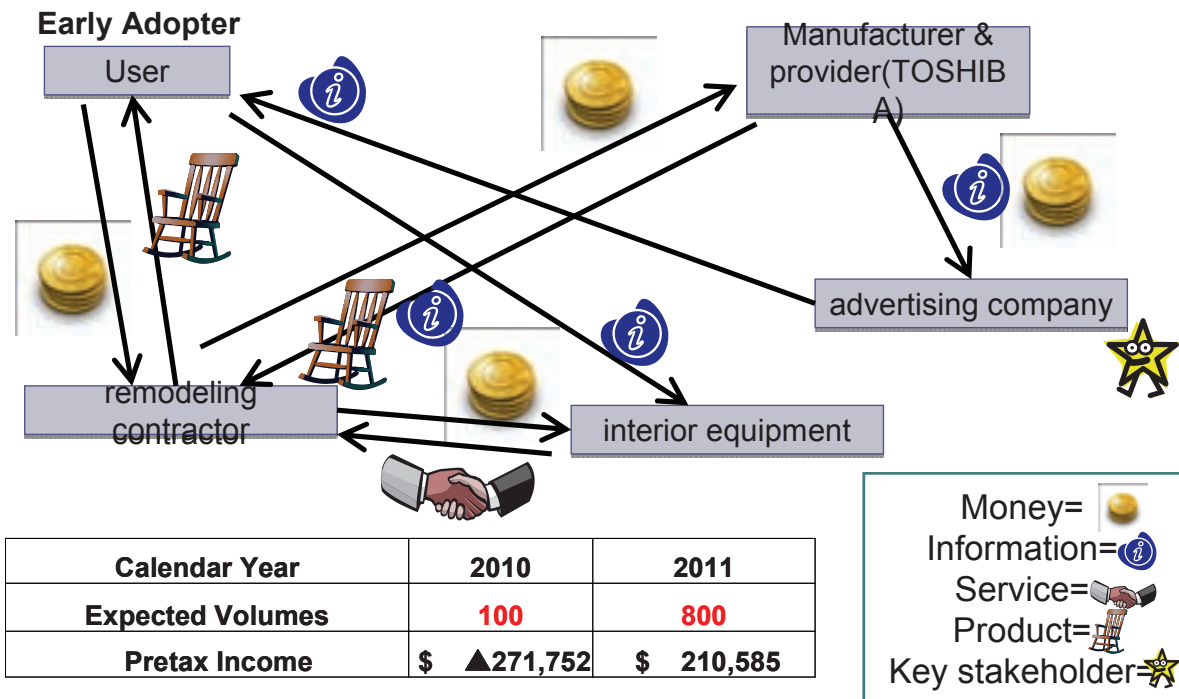 Early Adopter
User
Manufacturer &
provider(TOSHIB
A)
advertising company
remodeling
contractor
interior equipment
Calendar Year 2010 2011
Expected Volumes 100 800
Pretax Income $ ▲271,752 $ 210,585
Money=
Information=
Service=
Product=
Key stakeholder=